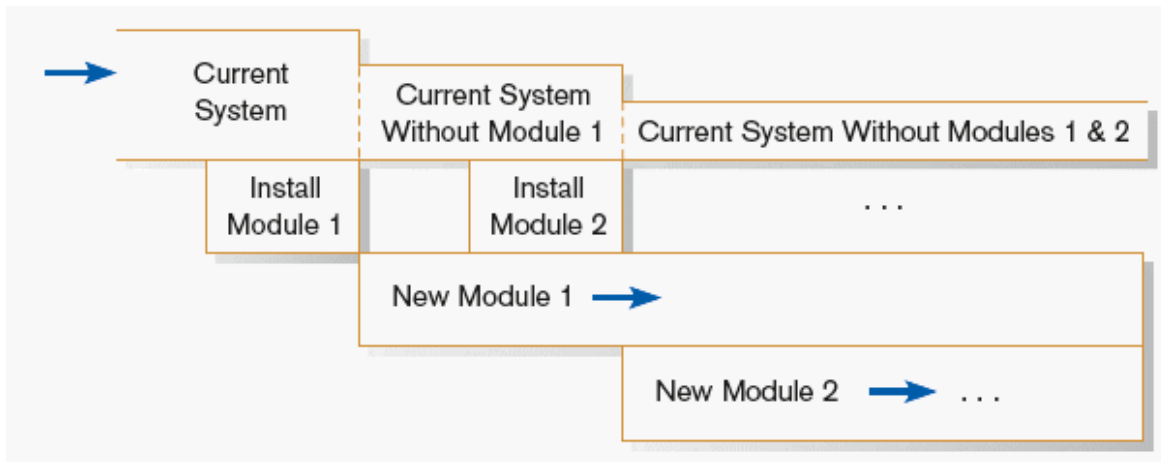 Current
System
Current System
Without Module 1
Current System Without Modules 1 & 2
Install
Module 1
Install
Module 2
...
New Module 1
New Module 2
...